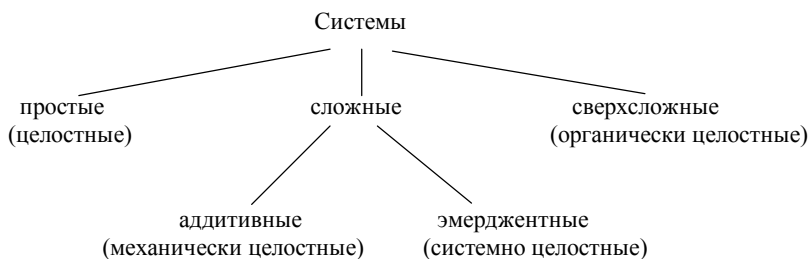 Системы
простые
(целостные)
сложные
сверхсложные
(органически целостные)
аддитивные
(механически целостные)
эмерджентные
(системно целостные)